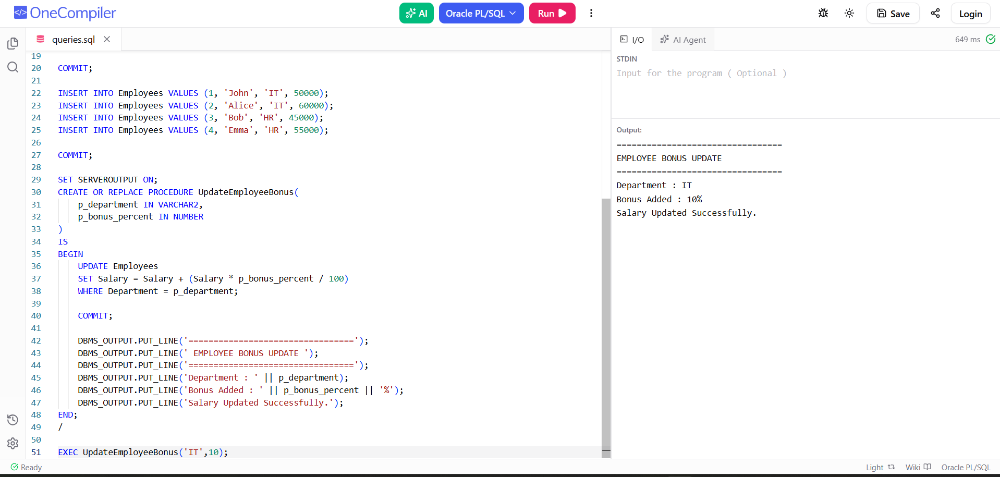 </> OneCompiler
AI
Oracle PL/SQL
Run
Save
Login
queries.sql
19
20 COMMIT;
21
22 INSERT INTO Employees VALUES (1, 'John', 'IT', 50000);
23 INSERT INTO Employees VALUES (2, 'Alice', 'IT', 60000);
24 INSERT INTO Employees VALUES (3, 'Bob', 'HR', 45000);
25 INSERT INTO Employees VALUES (4, 'Emma', 'HR', 55000);
26
27 COMMIT;
28
29 SET SERVEROUTPUT ON;
30 CREATE OR REPLACE PROCEDURE UpdateEmployeeBonus(
31     p_department IN VARCHAR2,
32     p_bonus_percent IN NUMBER
33 )
34 IS
35 BEGIN
36     UPDATE Employees
37     SET Salary = Salary + (Salary * p_bonus_percent / 100)
38     WHERE Department = p_department;
39
40     COMMIT;
41
42     DBMS_OUTPUT.PUT_LINE('=================================');
43     DBMS_OUTPUT.PUT_LINE(' EMPLOYEE BONUS UPDATE ');
44     DBMS_OUTPUT.PUT_LINE('=================================');
45     DBMS_OUTPUT.PUT_LINE('Department : ' || p_department);
46     DBMS_OUTPUT.PUT_LINE('Bonus Added : ' || p_bonus_percent || '%');
47     DBMS_OUTPUT.PUT_LINE('Salary Updated Successfully.');
48 END;
49 /
50
51 EXEC UpdateEmployeeBonus('IT',10);
I/O
AI Agent
649 ms
STDIN
Input for the program ( Optional )
Output:
=================================
EMPLOYEE BONUS UPDATE
=================================
Department : IT
Bonus Added : 10%
Salary Updated Successfully.
Ready
Light
Wiki
Oracle PL/SQL